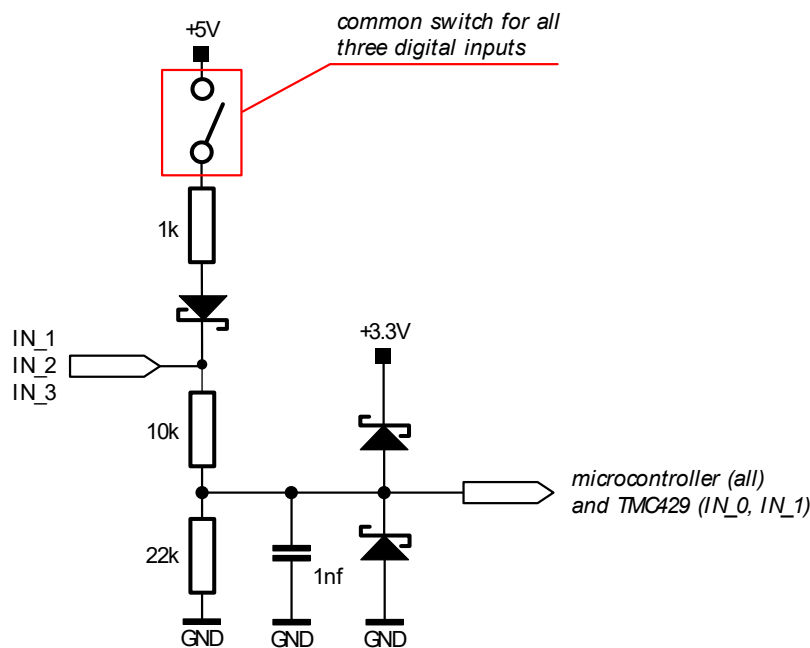 +5V
common switch for all
three digital inputs
1k
IN_1
IN_2
IN_3
+3.3V
10k
microcontroller (all)
and TMC429 (IN_0, IN_1)
22k
1nf
GND
GND
GND